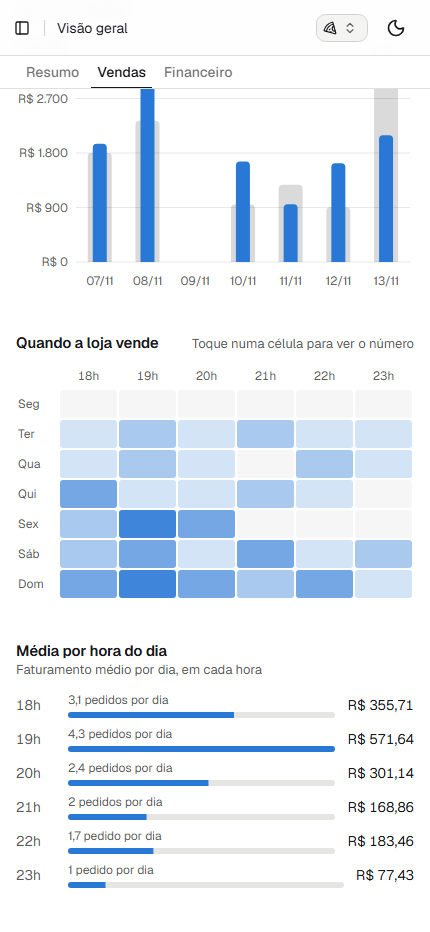 Visão geral
Resumo Vendas Financeiro
R$ 2.700
R$ 1.800
R$ 900
R$ 0
07/11 08/11 09/11 10/11 11/11 12/11 13/11
Quando a loja vende Toque numa célula para ver o número
18h 19h 20h 21h 22h 23h
Seg
Ter
Qua
Qui
Sex
Sáb
Dom
Média por hora do dia
Faturamento médio por dia, em cada hora
3,1 pedidos por dia
18h R$ 355,71
4,3 pedidos por dia
19h R$ 571,64
2,4 pedidos por dia
20h R$ 301,14
2 pedidos por dia
21h R$ 168,86
1,7 pedido por dia
22h R$ 183,46
1 pedido por dia
23h R$ 77,43